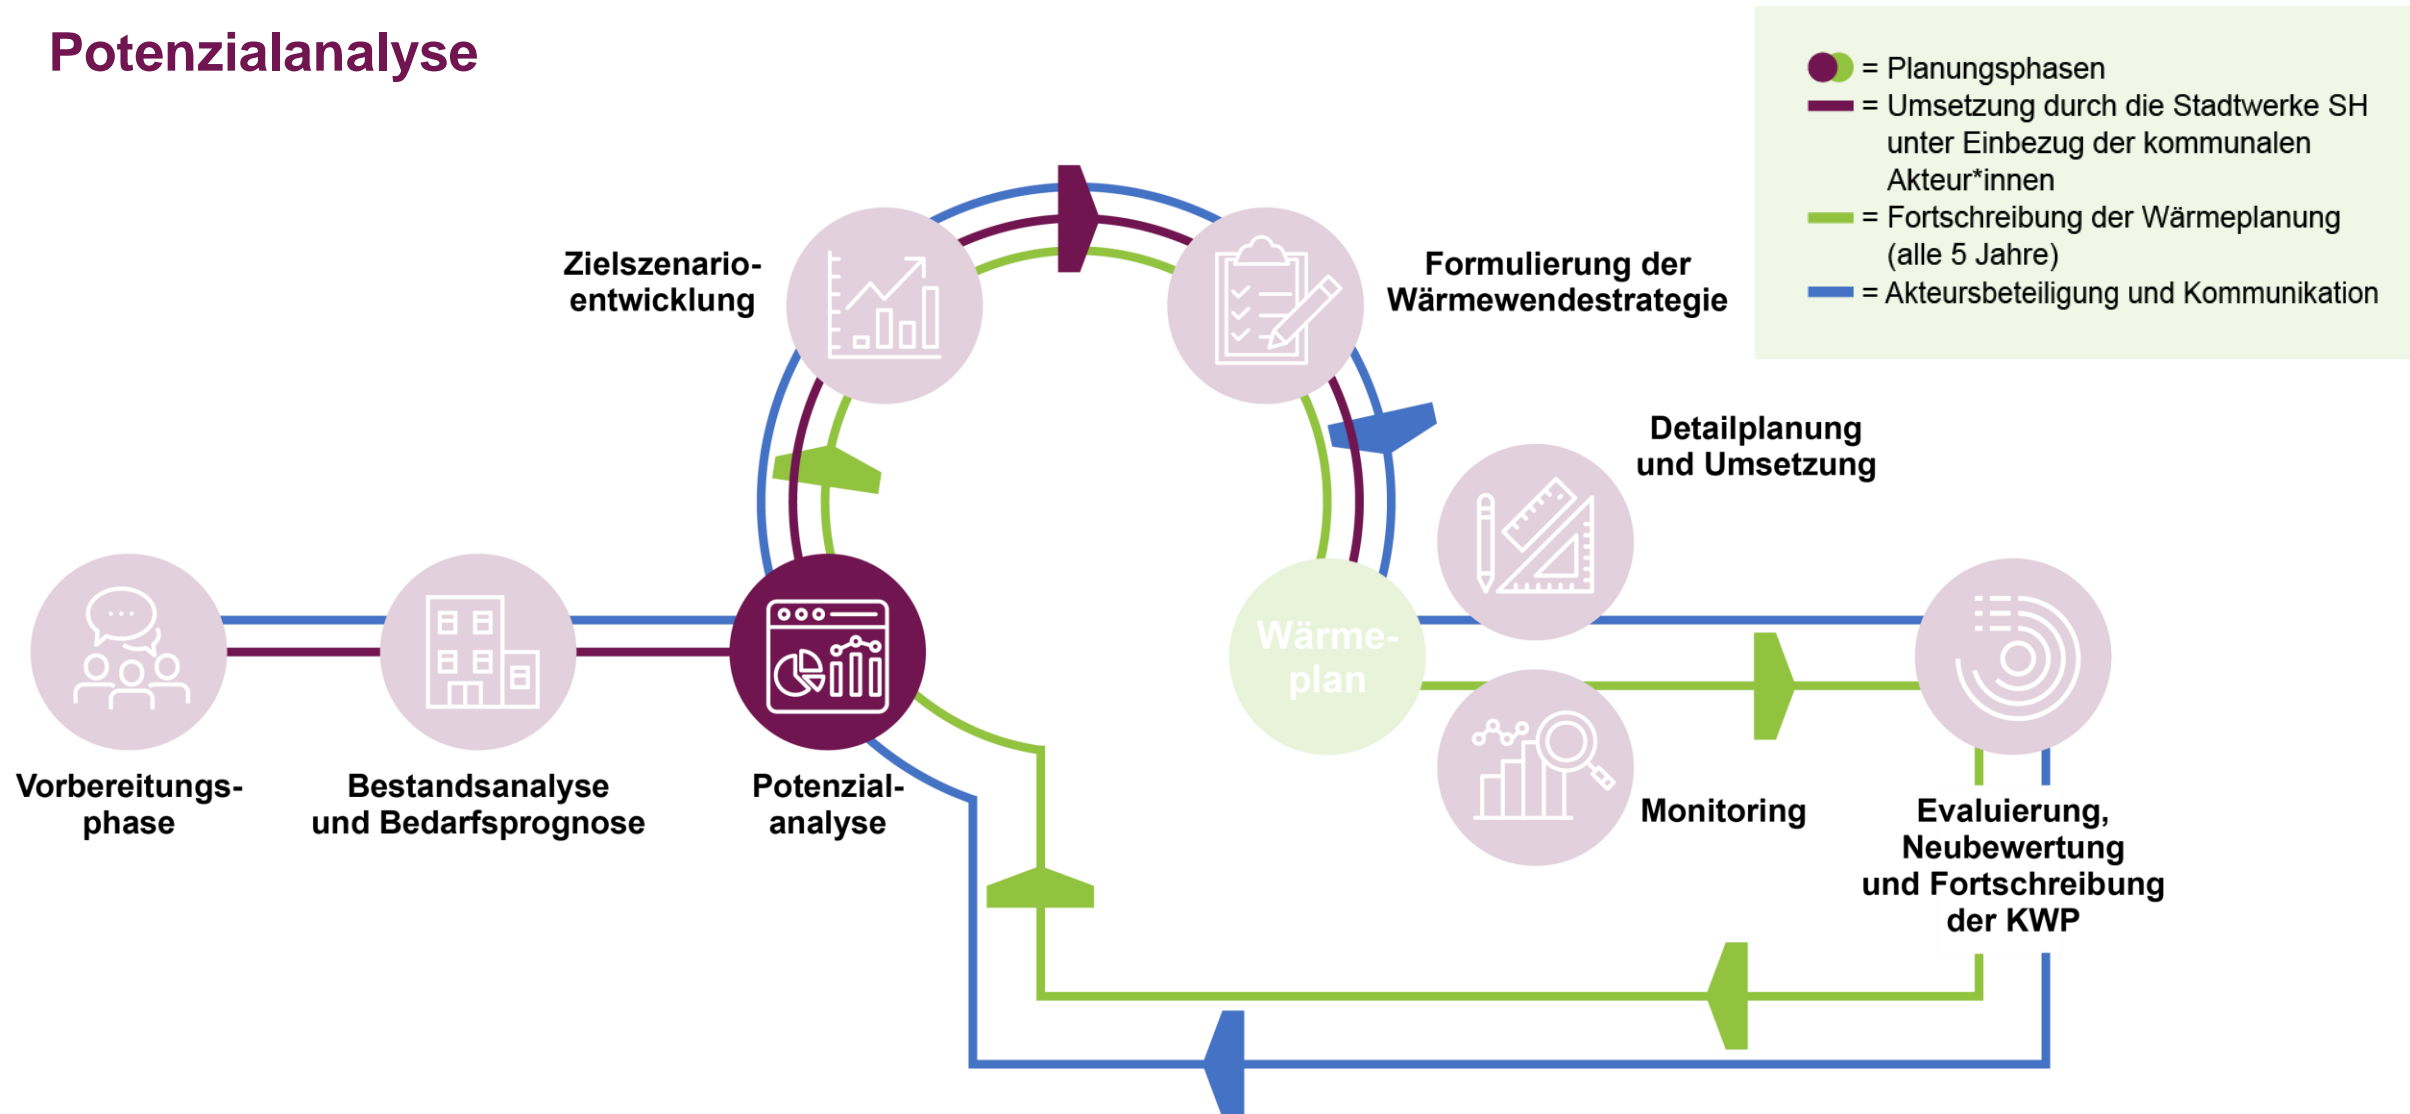 Potenzialanalyse
= Planungsphasen
= Umsetzung durch die Stadtwerke SH
unter Einbezug der kommunalen
Akteur*innen
= Fortschreibung der Wärmeplanung
(alle 5 Jahre)
= Akteursbeteiligung und Kommunikation
Zielszenario-
entwicklung
Formulierung der
Wärmewendestrategie
Detailplanung
und Umsetzung
Wärme-
plan
Vorbereitungs-
phase
Bestandsanalyse
und Bedarfsprognose
Potenzial-
analyse
Monitoring
Evaluierung,
Neubewertung
und Fortschreibung
der KWP